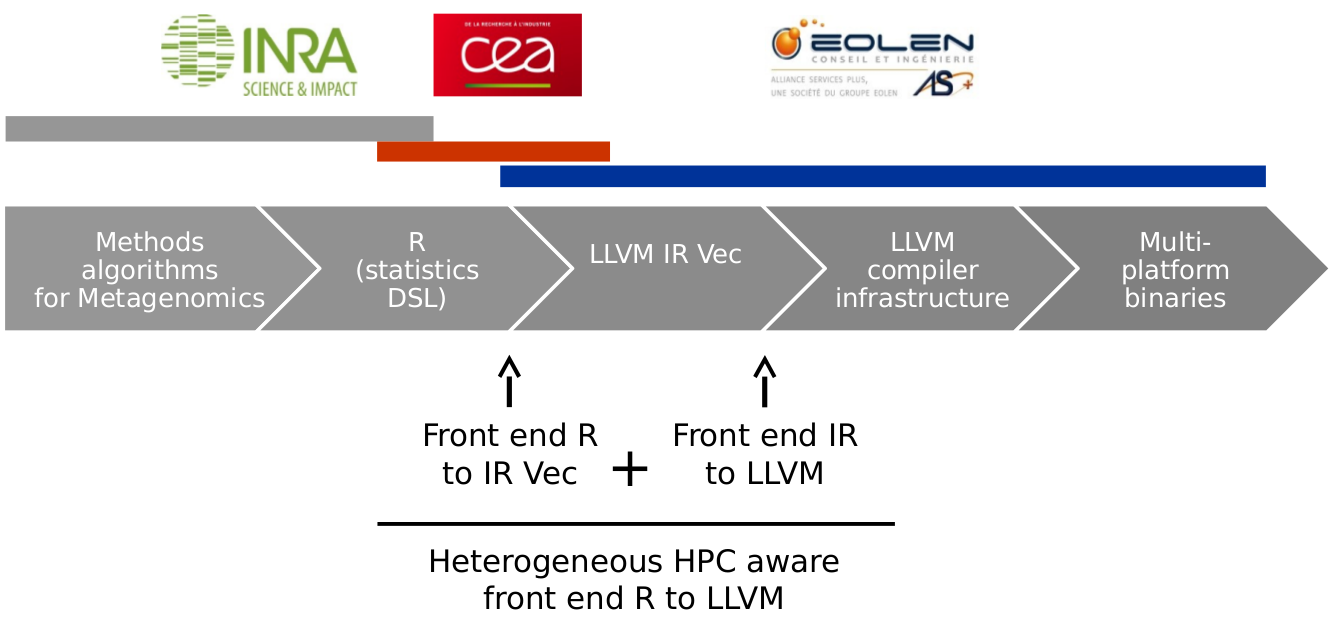 INRA
SCIENCE & IMPACT
DE LA RECHERCHE À L'INDUSTRIE
cea
EOLEN
CONSEIL ET INGÉNIERIE
ALLIANCE SERVICES PLUS,
UNE SOCIÉTÉ DU GROUPE EOLEN
AS+
Methods
algorithms
for Metagenomics
R
(statistics
DSL)
LLVM IR Vec
LLVM
compiler
infrastructure
Multi-
platform
binaries
Front end R
to IR Vec
+
Front end IR
to LLVM
Heterogeneous HPC aware
front end R to LLVM